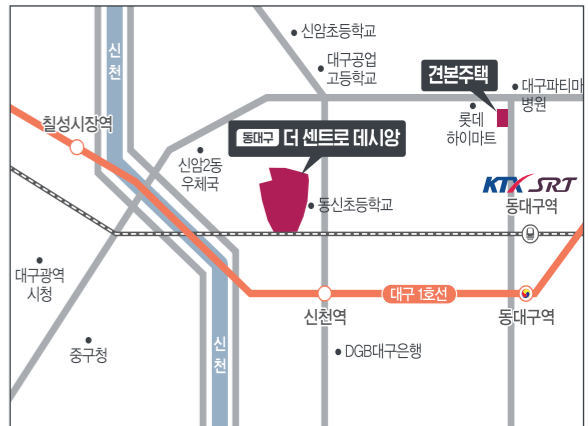 신암초등학교
대구공업
고등학교
견본주택
대구파티마
병원
롯데
하이마트
신천
칠성시장역
동대구 더 센트로 데시앙
신암2동
우체국
동신초등학교
KTX SRT
동대구역
대구광역
시청
대구 1호선
신천역
동대구역
중구청
신천
DGB대구은행